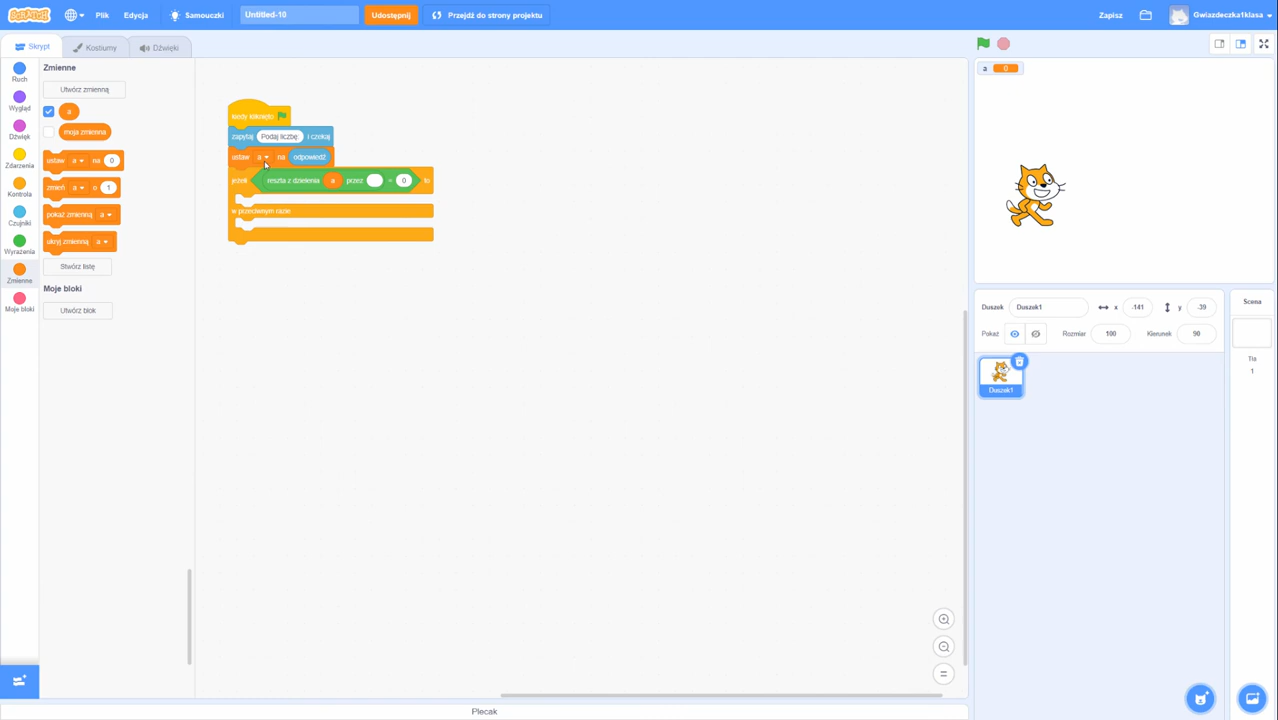 SCRATCH Plik Edycja Samouczki Untitled-10 Udostępnij Przejdź do strony projektu Zapisz Gwiazdeczka1klasa
Skrypt Kostiumy Dźwięki
Ruch
Wygląd
Dźwięk
Zdarzenia
Kontrola
Czujniki
Wyrażenia
Zmienne
Moje bloki
Zmienne
Utwórz zmienną
a
moja zmienna
ustaw a na 0
zmień a o 1
pokaż zmienną a
ukryj zmienną a
Stwórz listę
Moje bloki
Utwórz blok
kiedy kliknięto
zapytaj Podaj liczbę: i czekaj
ustaw a na odpowiedź
jeżeli reszta z dzielenia a przez = 0 to
w przeciwnym razie
a 0
Duszek Duszek1 x -141 y -39
Pokaż Rozmiar 100 Kierunek 90
Duszek1
Scena
Tła
1
Plecak